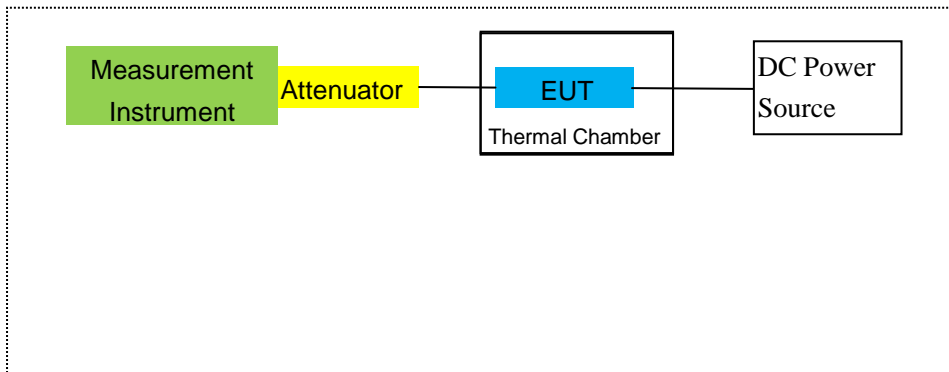 Measurement
Instrument
Attenuator
EUT
Thermal Chamber
DC Power
Source